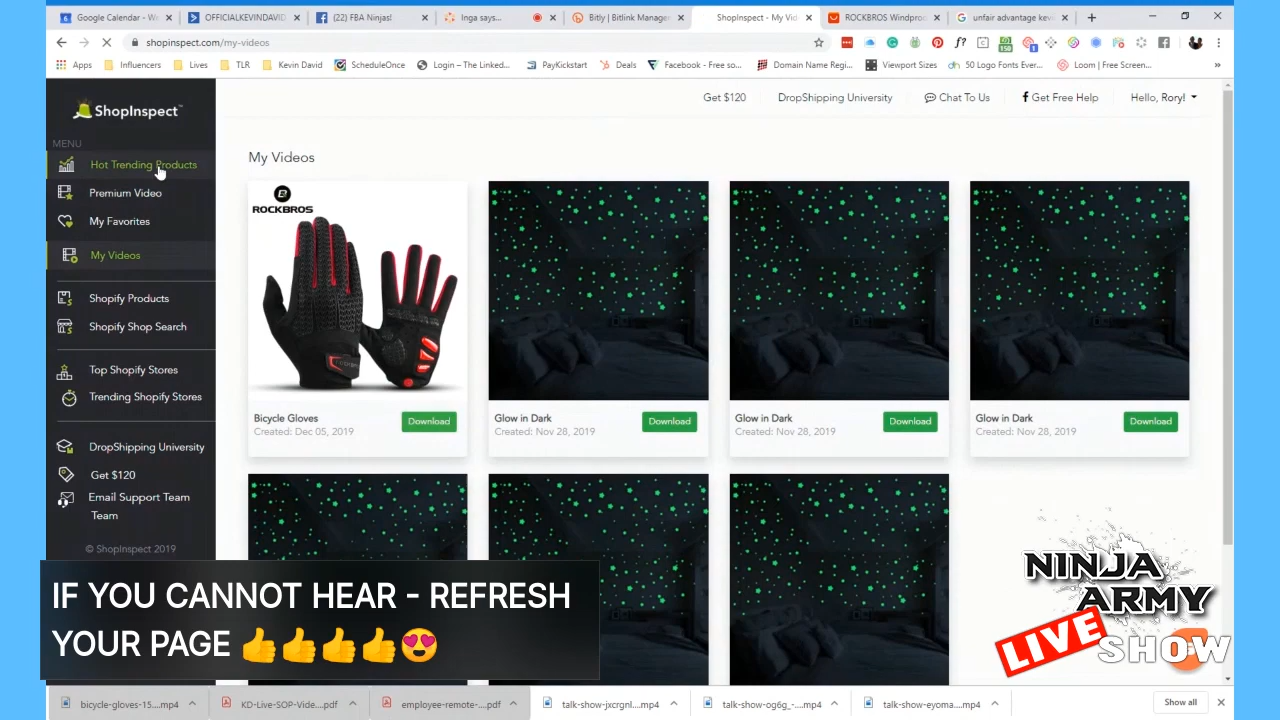 Google Calendar - We
OFFICIALKEVINDAVID
(22) FBA Ninjas!
Inga says...
Bitly | Bitlink Manage
ShopInspect - My Vid
ROCKBROS Windproo
unfair advantage kev
shopinspect.com/my-videos
150
1
Apps
Influencers
Lives
TLR
Kevin David
ScheduleOnce
Login – The Linked...
PayKickstart
Deals
Facebook - Free so...
Domain Name Regi...
Viewport Sizes
50 Logo Fonts Ever...
Loom | Free Screen...
»
ShopInspect™
Get $120
DropShipping University
Chat To Us
Get Free Help
Hello, Rory!
MENU
Hot Trending Products
Premium Video
My Favorites
My Videos
Shopify Products
Shopify Shop Search
Top Shopify Stores
Trending Shopify Stores
DropShipping University
Get $120
Email Support Team
Team
© ShopInspect 2019
My Videos
ROCKBROS
Bicycle Gloves
Created: Dec 05, 2019
Download
Glow in Dark
Created: Nov 28, 2019
Download
Glow in Dark
Created: Nov 28, 2019
Download
Glow in Dark
Created: Nov 28, 2019
Download
IF YOU CANNOT HEAR - REFRESH
YOUR PAGE 👍👍👍👍😍
NINJA
ARMY
LIVE
SHOW
bicycle-gloves-15....mp4
KD-Live-SOP-Vide....pdf
employee-remote-....pdf
talk-show-jxcrgnl....mp4
talk-show-og6g_-....mp4
talk-show-eyoma....mp4
Show all